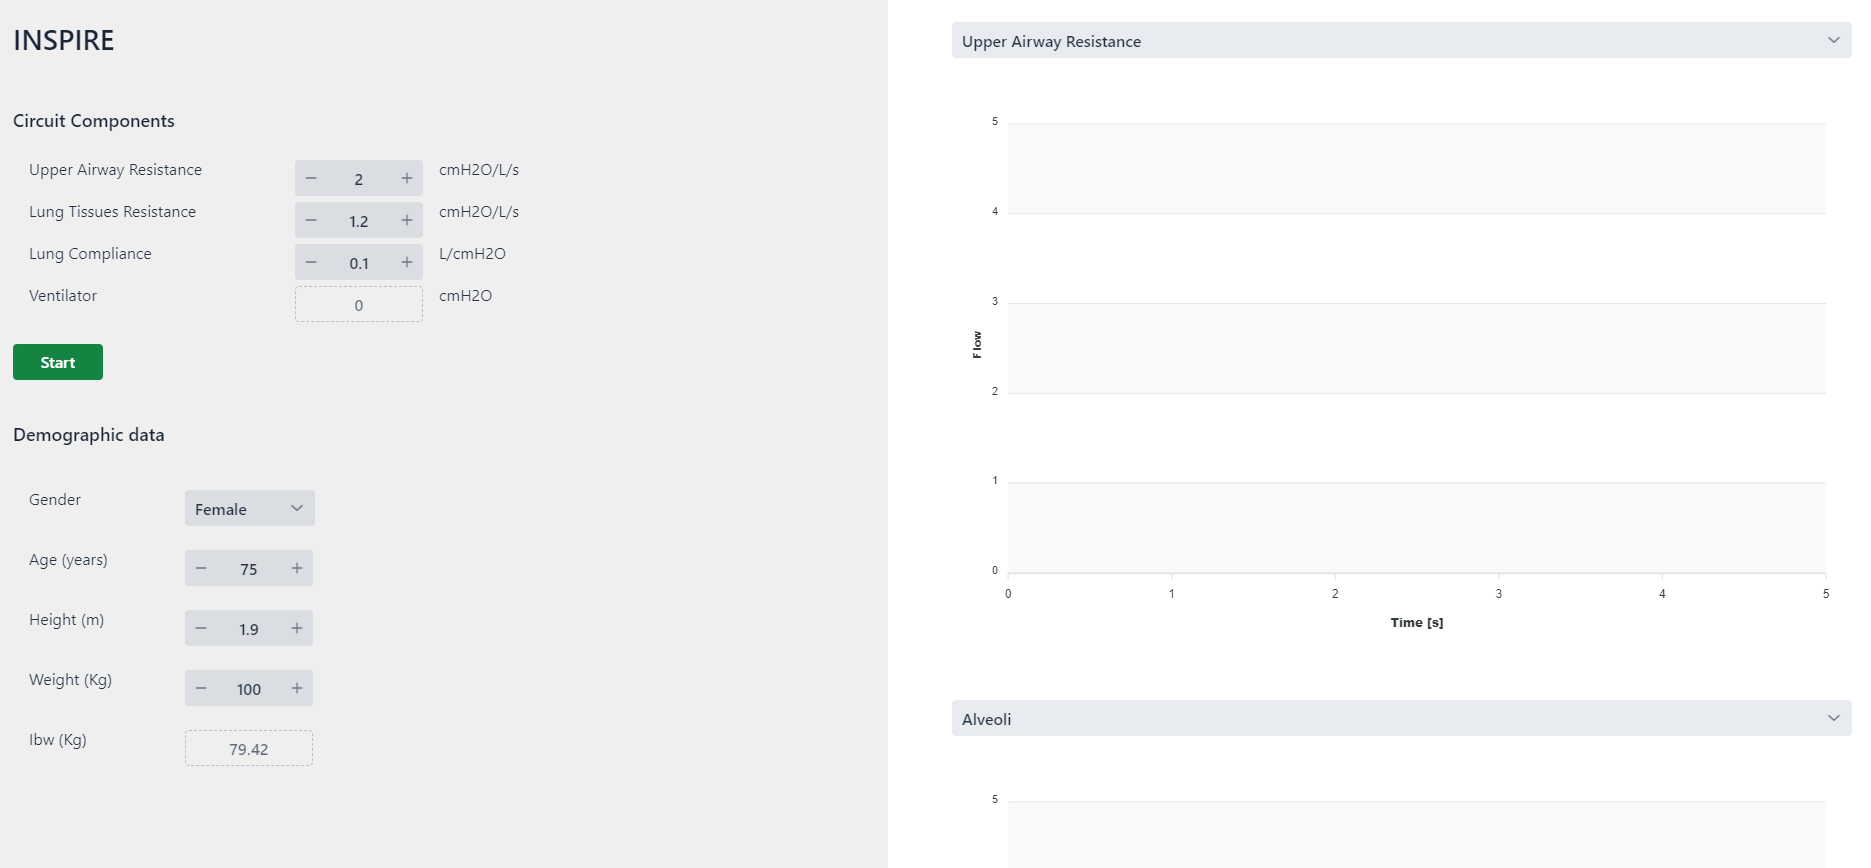 INSPIRE
Circuit Components
Upper Airway Resistance − 2 + cmH2O/L/s
Lung Tissues Resistance − 1.2 + cmH2O/L/s
Lung Compliance − 0.1 + L/cmH2O
Ventilator 0 cmH2O
Start
Demographic data
Gender Female
Age (years) − 75 +
Height (m) − 1.9 +
Weight (Kg) − 100 +
Ibw (Kg) 79.42
Upper Airway Resistance
5
4
3
Flow
2
1
0
0 1 2 3 4 5
Time [s]
Alveoli
5